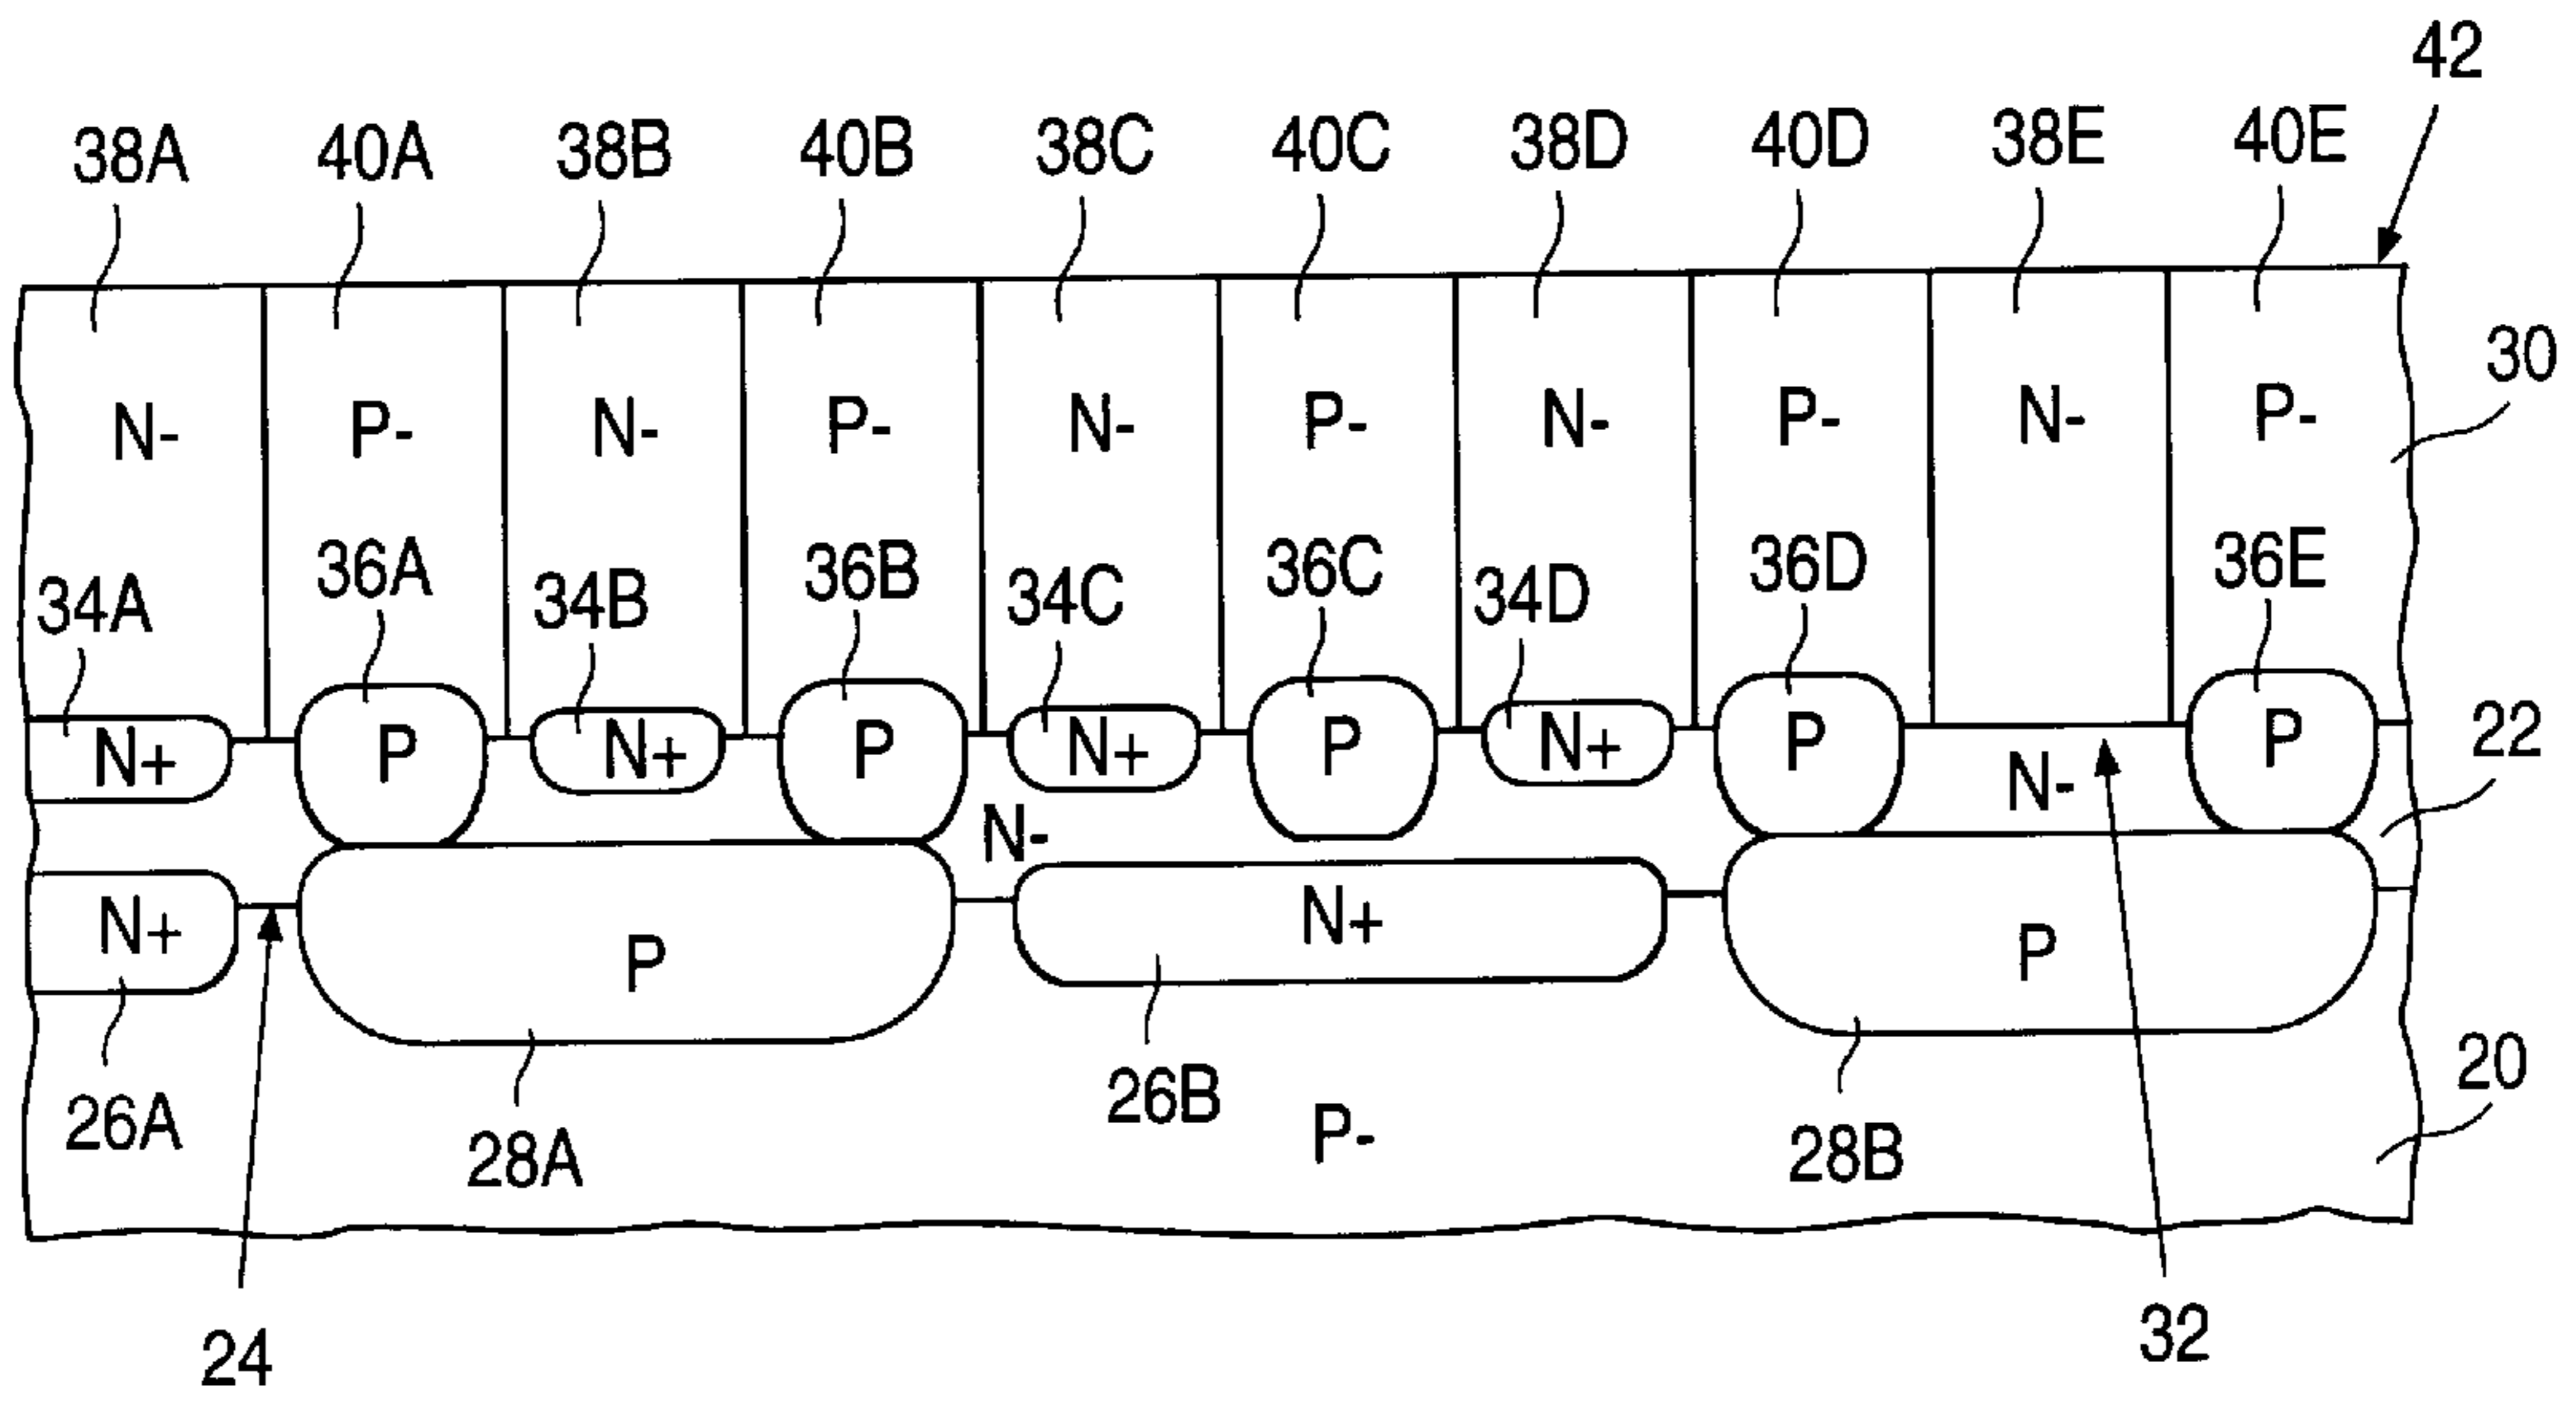 42
38A 40A 38B 40B 38C 40C 38D 40D 38E 40E
30
N- P- N- P- N- P- N- P- N- P-
34A 36A 34B 36B 34C 36C 34D 36D 36E
22
N+ P N+ P N+ P N+ P N- P
N-
N+ P N+ P
20
26A 28A 26B P- 28B
24 32